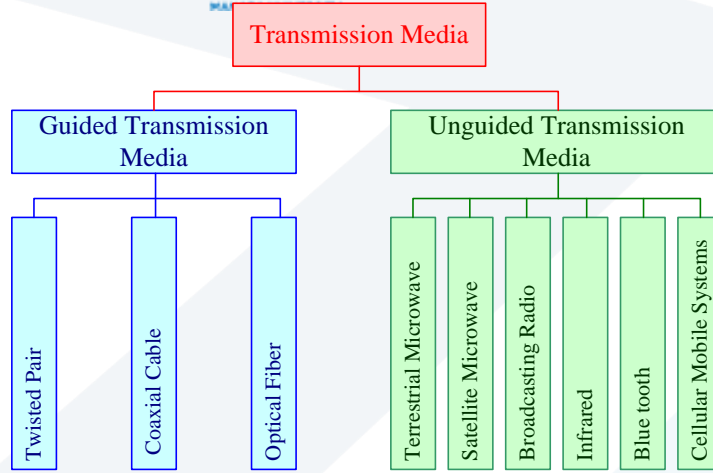 Transmission Media
Guided Transmission
Media
Unguided Transmission
Media
Twisted Pair
Coaxial Cable
Optical Fiber
Terrestrial Microwave
Satellite Microwave
Broadcasting Radio
Infrared
Blue tooth
Cellular Mobile Systems